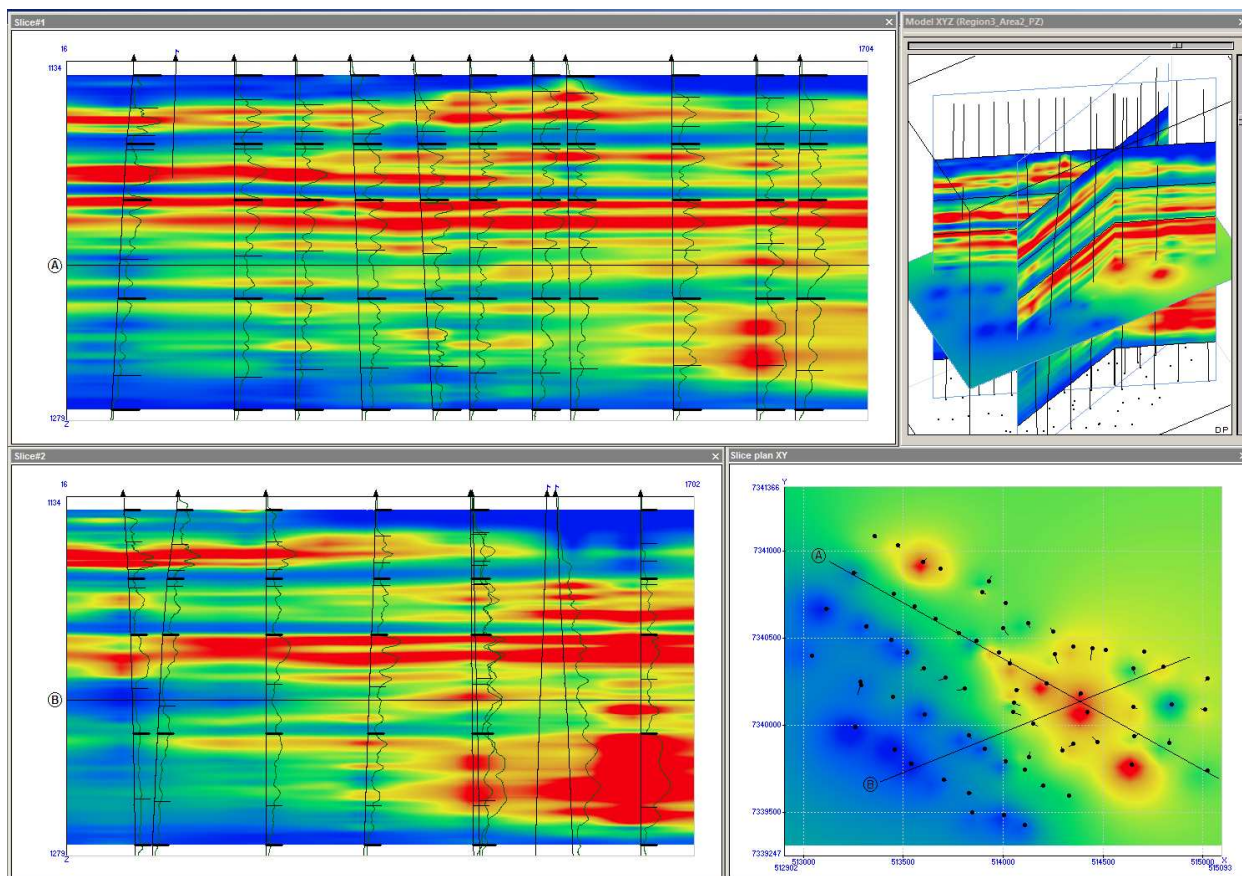 Slice#1
16
1704
1134
A
1279
Z
Model XYZ (Region3_Area2_PZ)
DP
Slice#2
16
1702
1134
B
1279
Z
Slice plan XY
7341366
Y
7341000
A
7340500
7340000
B
7339500
7339247
513000
513500
514000
514500
515000
X
512902
515093